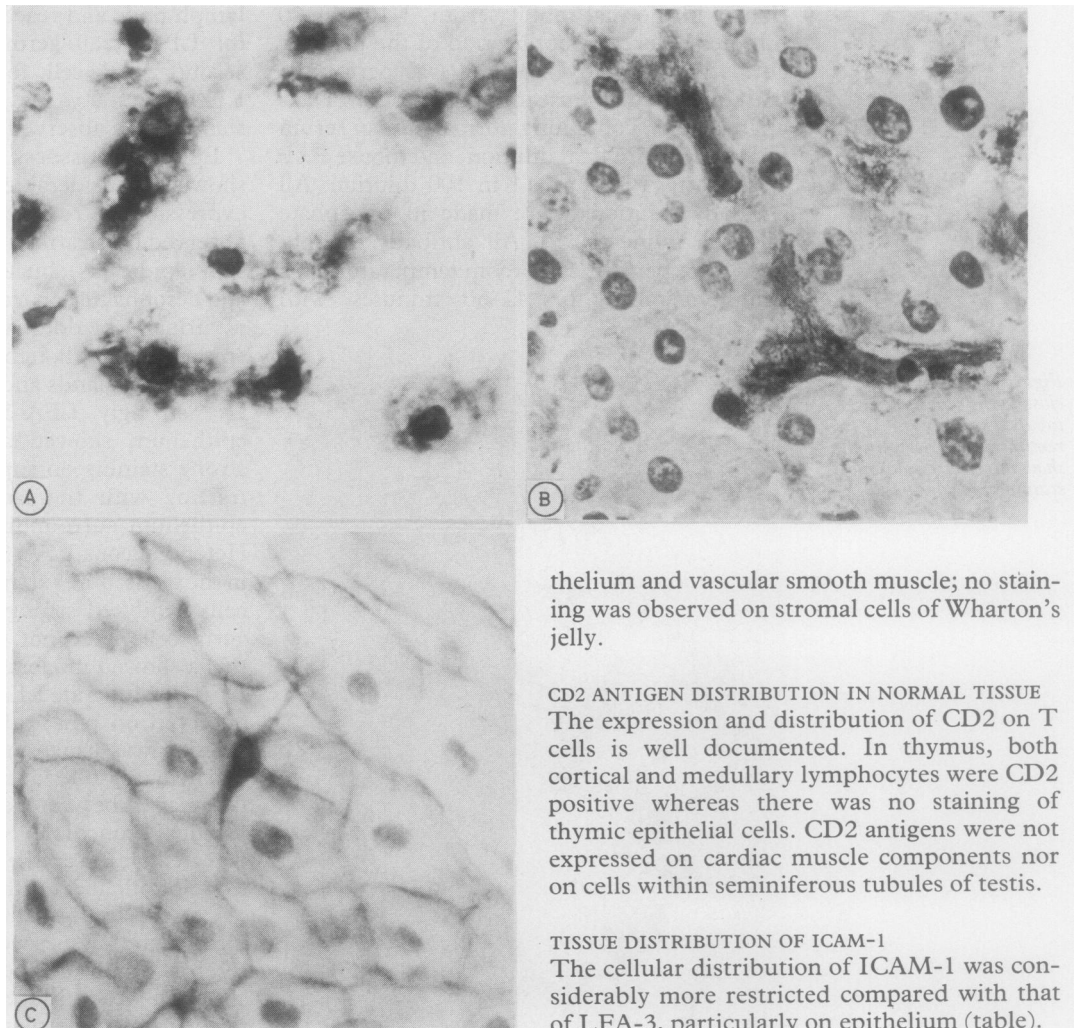 A
B
C
thelium and vascular smooth muscle; no stain-
ing was observed on stromal cells of Wharton's
jelly.
CD2 ANTIGEN DISTRIBUTION IN NORMAL TISSUE
The expression and distribution of CD2 on T
cells is well documented. In thymus, both
cortical and medullary lymphocytes were CD2
positive whereas there was no staining of
thymic epithelial cells. CD2 antigens were not
expressed on cardiac muscle components nor
on cells within seminiferous tubules of testis.
TISSUE DISTRIBUTION OF ICAM-1
The cellular distribution of ICAM-1 was con-
siderably more restricted compared with that
of LFA-3, particularly on epithelium (table).